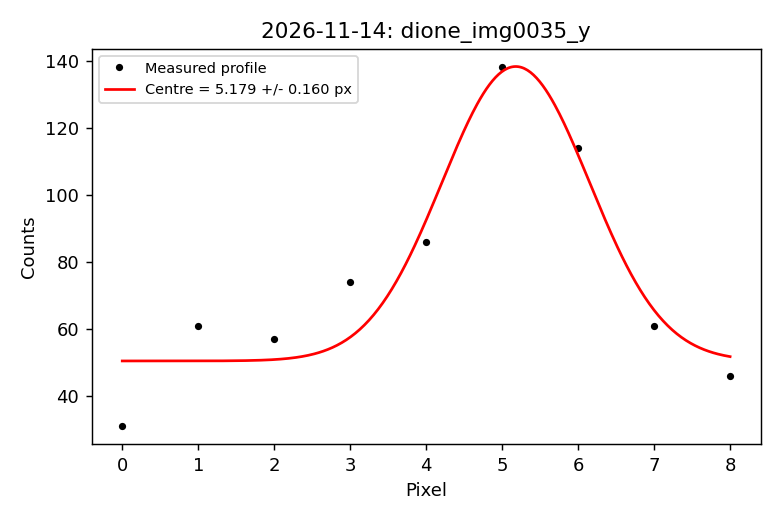 2026-11-14: dione_img0035_y
Measured profile
Centre = 5.179 +/- 0.160 px
140
120
100
80
60
40
Counts
0 1 2 3 4 5 6 7 8
Pixel